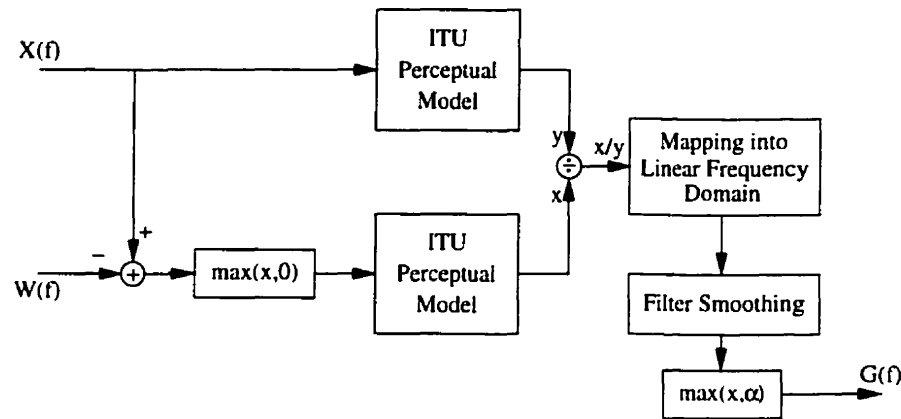 X(f)
ITU
Perceptual
Model
y
÷
x/y
x
Mapping into
Linear Frequency
Domain
+
−
+
W(f)
max(x,0)
ITU
Perceptual
Model
Filter Smoothing
max(x,α)
G(f)